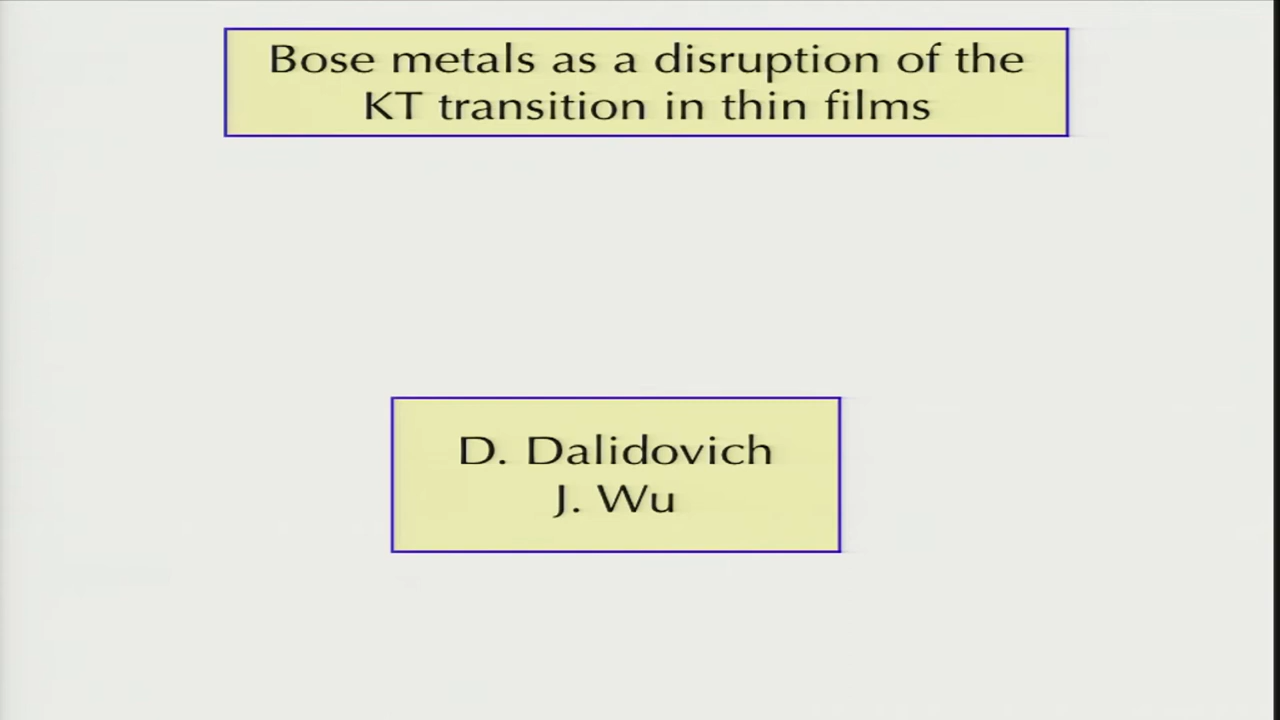 Bose metals as a disruption of the
KT transition in thin films
D. Dalidovich
J. Wu